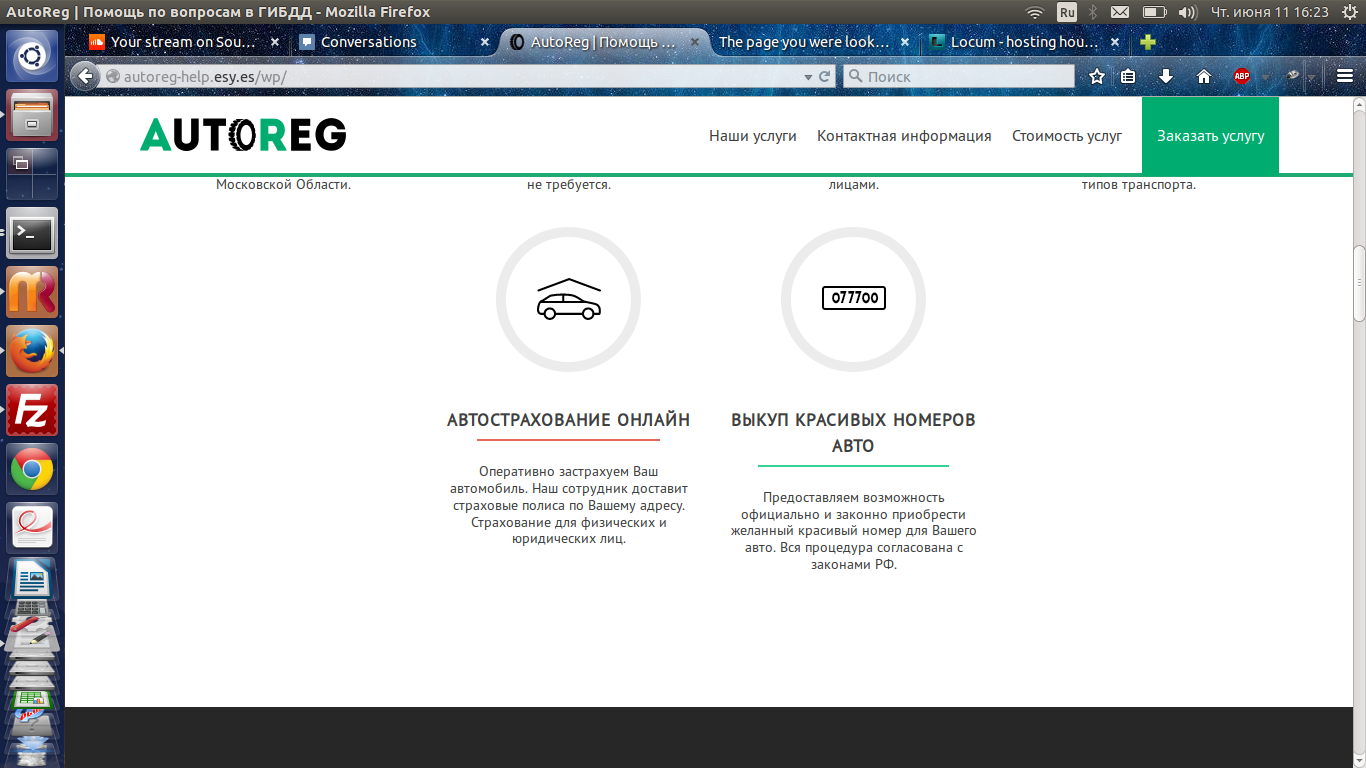 AutoReg | Помощь по вопросам в ГИБДД - Mozilla Firefox
Ru
Чт. июня 11 16:23
Your stream on Sou...
Conversations
AutoReg | Помощь ...
The page you were look...
Locum - hosting hou...
autoreg-help.esy.es/wp/
Поиск
ABP
AUTOREG
Наши услуги
Контактная информация
Стоимость услуг
Заказать услугу
Московской Области.
не требуется.
лицами.
типов транспорта.
077700
АВТОСТРАХОВАНИЕ ОНЛАЙН
Оперативно застрахуем Ваш
автомобиль. Наш сотрудник доставит
страховые полиса по Вашему адресу.
Страхование для физических и
юридических лиц.
ВЫКУП КРАСИВЫХ НОМЕРОВ
АВТО
Предоставляем возможность
официально и законно приобрести
желанный красивый номер для Вашего
авто. Вся процедура согласована с
законами РФ.